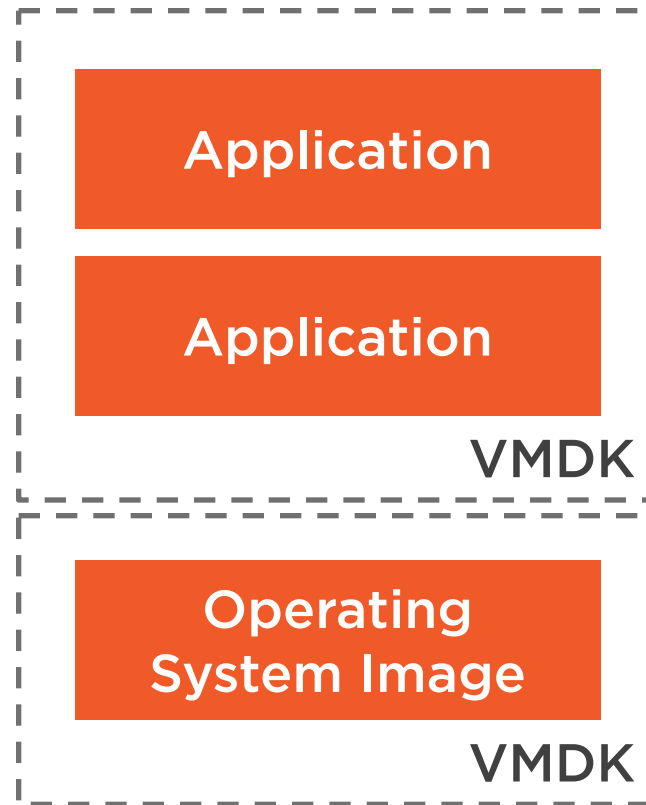 Application
Application
VMDK
Operating
System Image
VMDK